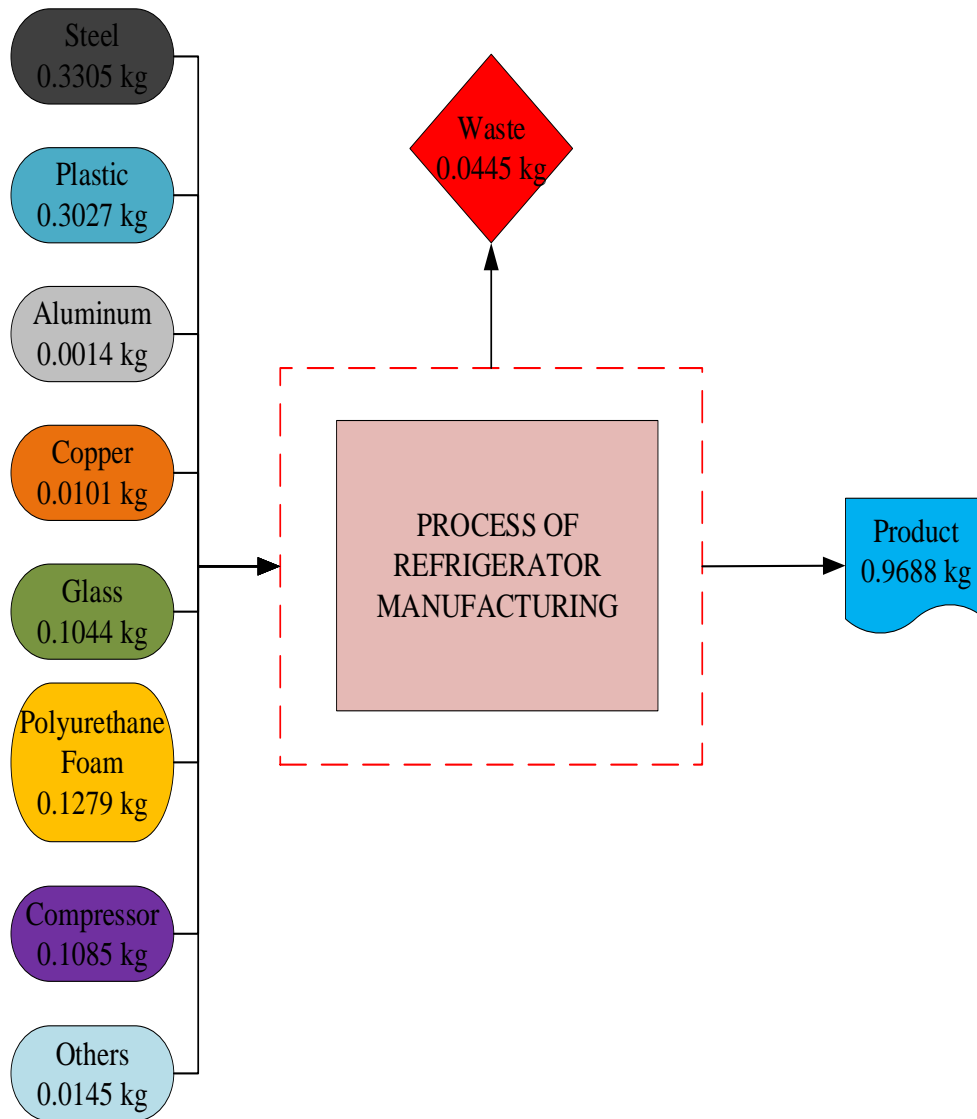 Steel
0.3305 kg
Plastic
0.3027 kg
Aluminum
0.0014 kg
Copper
0.0101 kg
Glass
0.1044 kg
Polyurethane
Foam
0.1279 kg
Compressor
0.1085 kg
Others
0.0145 kg
Waste
0.0445 kg
PROCESS OF
REFRIGERATOR
MANUFACTURING
Product
0.9688 kg